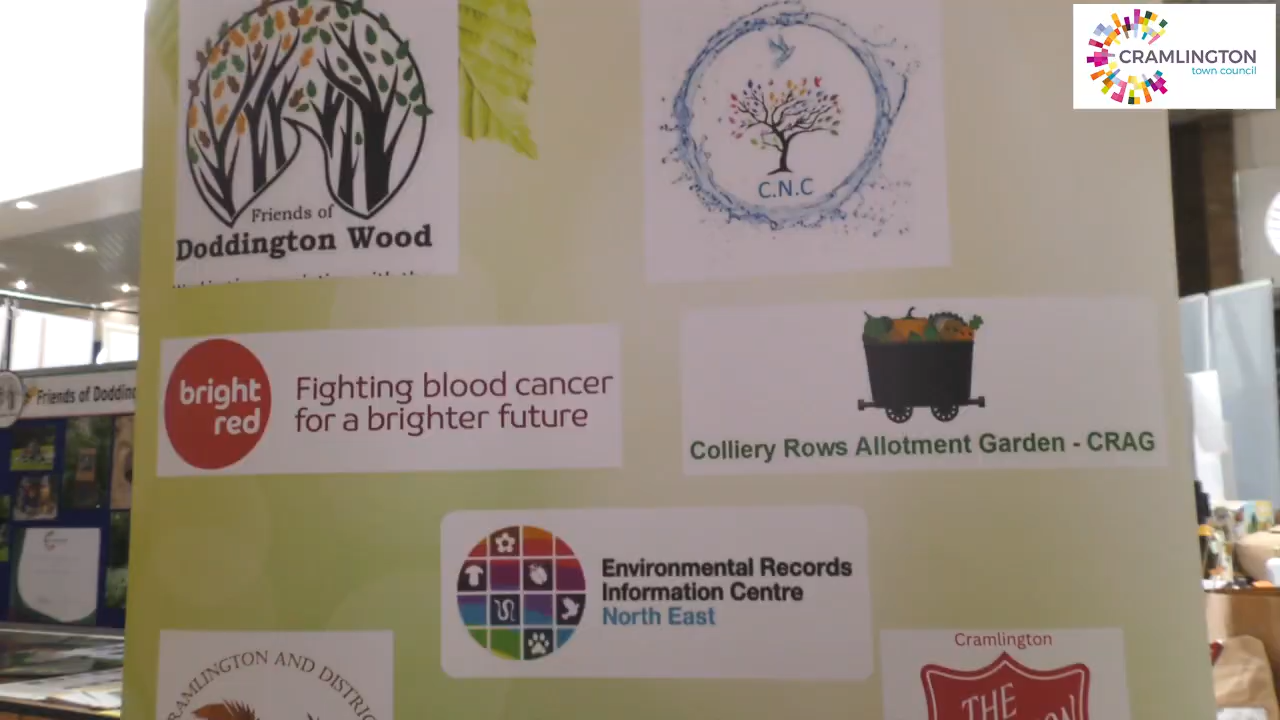 CRAMLINGTON
town council
Friends of
Doddington Wood
C.N.C
bright
red
Fighting blood cancer
for a brighter future
Colliery Rows Allotment Garden - CRAG
Friends of
Environmental Records
Information Centre
North East
AND
Cramlington
THE